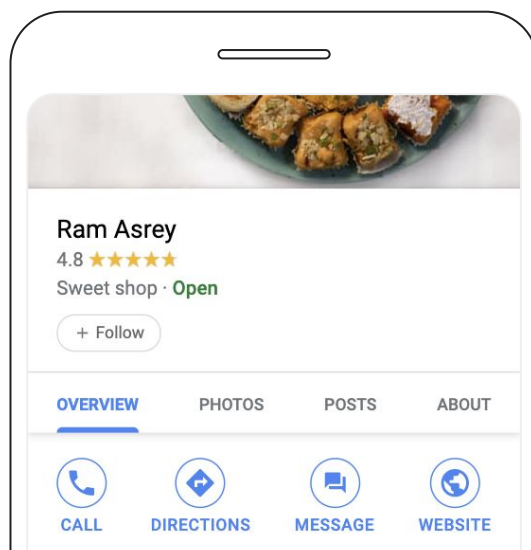 Ram Asrey
4.8
Sweet shop · Open
+ Follow
OVERVIEW PHOTOS POSTS ABOUT
CALL DIRECTIONS MESSAGE WEBSITE